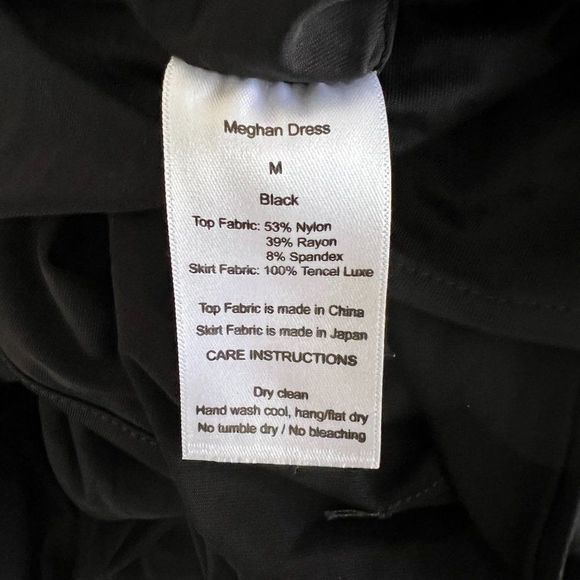 Meghan Dress
M
Black
Top Fabric: 53% Nylon
39% Rayon
8% Spandex
Skirt Fabric: 100% Tencel Luxe
Top Fabric is made in China
Skirt Fabric is made in Japan
CARE INSTRUCTIONS
Dry clean
Hand wash cool, hang/flat dry
No tumble dry / No bleaching